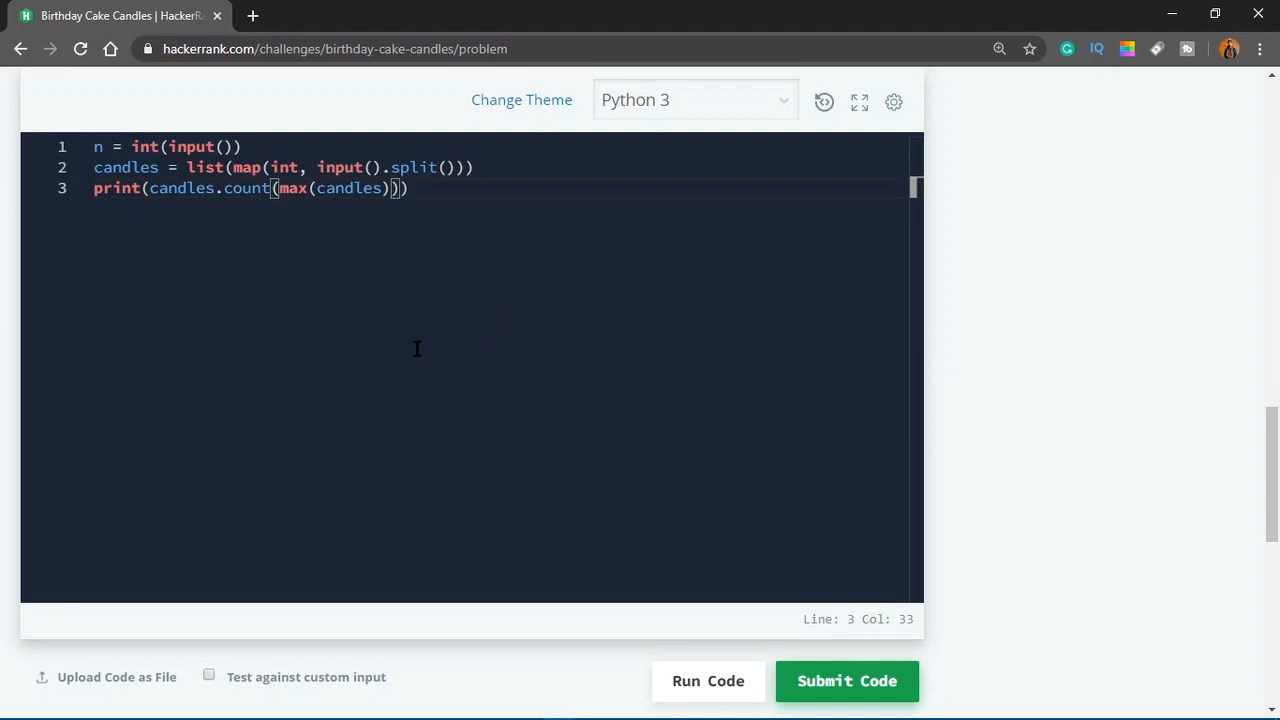 Birthday Cake Candles | HackerRa
hackerrank.com/challenges/birthday-cake-candles/problem
IQ
Change Theme
Python 3
1 n = int(input())
2 candles = list(map(int, input().split()))
3 print(candles.count(max(candles)))
Line: 3 Col: 33
Upload Code as File
Test against custom input
Run Code
Submit Code